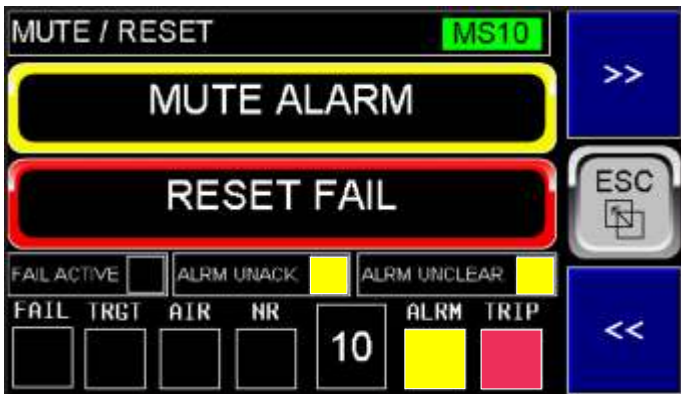 MUTE / RESET MS10
>>
MUTE ALARM
RESET FAIL
ESC
FAIL ACTIVE ALRM UNACK ALRM UNCLEAR
FAIL TRGT AIR NR 10 ALRM TRIP
<<